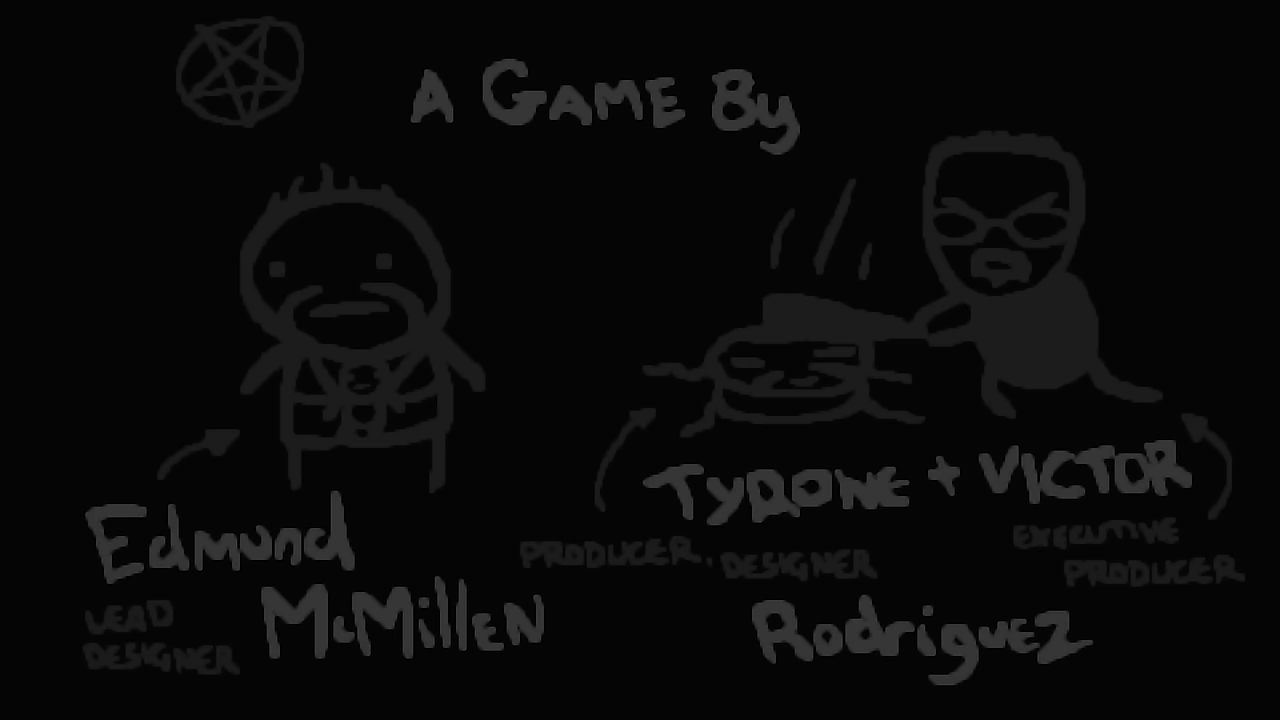 A GAME By
Edmund
McMillEN
LEAD
DESIGNER
TYRONE + VICTOR
PRODUCER. DESIGNER
EXECUTIVE
PRODUCER
RodriguEZ